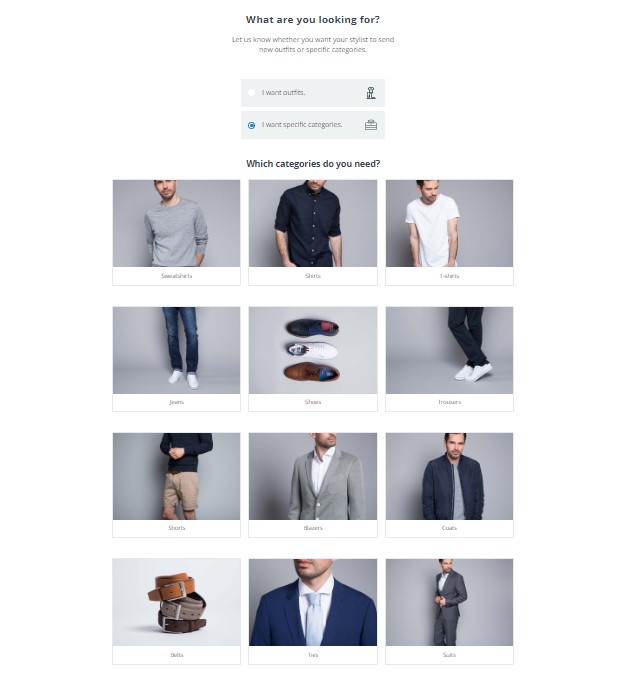 What are you looking for?
Let us know whether you want your stylist to send
new outfits or specific categories.
I want outfits.
I want specific categories.
Which categories do you need?
Sweatshirts
Shirts
T-shirts
Jeans
Shoes
Trousers
Shorts
Blazers
Coats
Belts
Ties
Suits